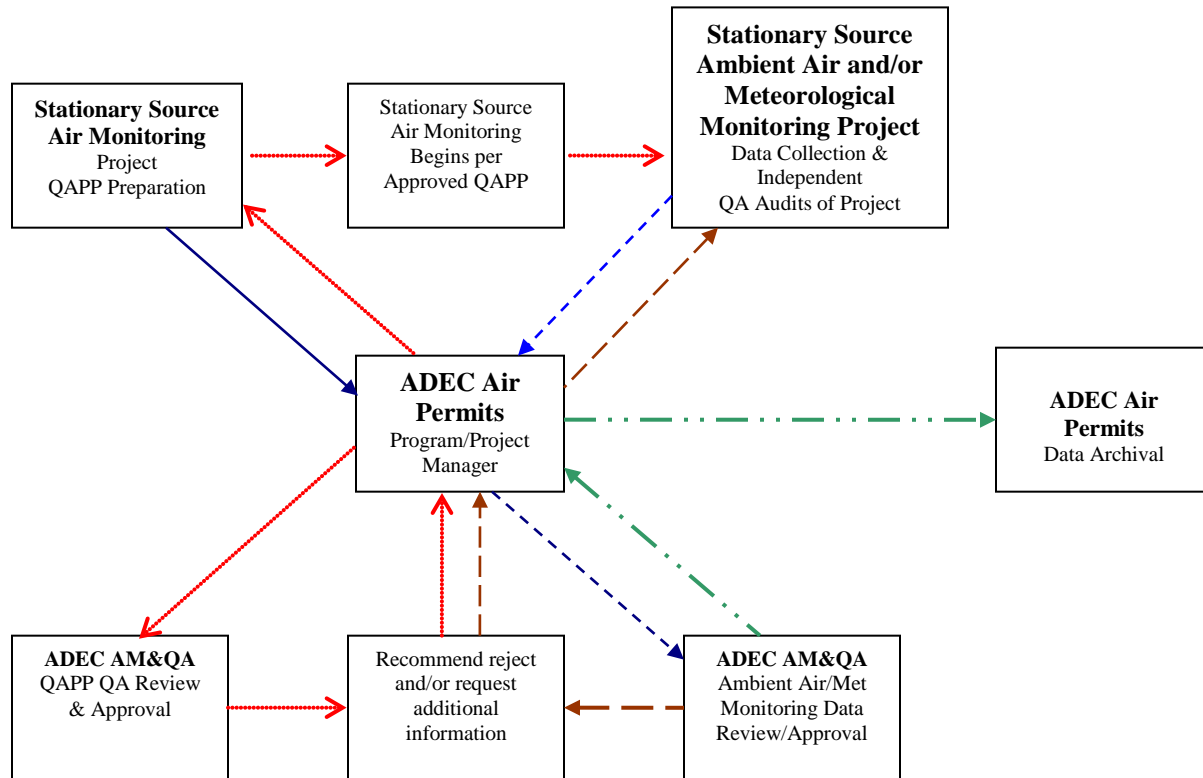 Stationary Source
Air Monitoring
Project
QAPP Preparation
Stationary Source
Air Monitoring
Begins per
Approved QAPP
Stationary Source
Ambient Air and/or
Meteorological
Monitoring Project
Data Collection &
Independent
QA Audits of Project
ADEC Air
Permits
Program/Project
Manager
ADEC Air
Permits
Data Archival
ADEC AM&QA
QAPP QA Review
& Approval
Recommend reject
and/or request
additional
information
ADEC AM&QA
Ambient Air/Met
Monitoring Data
Review/Approval